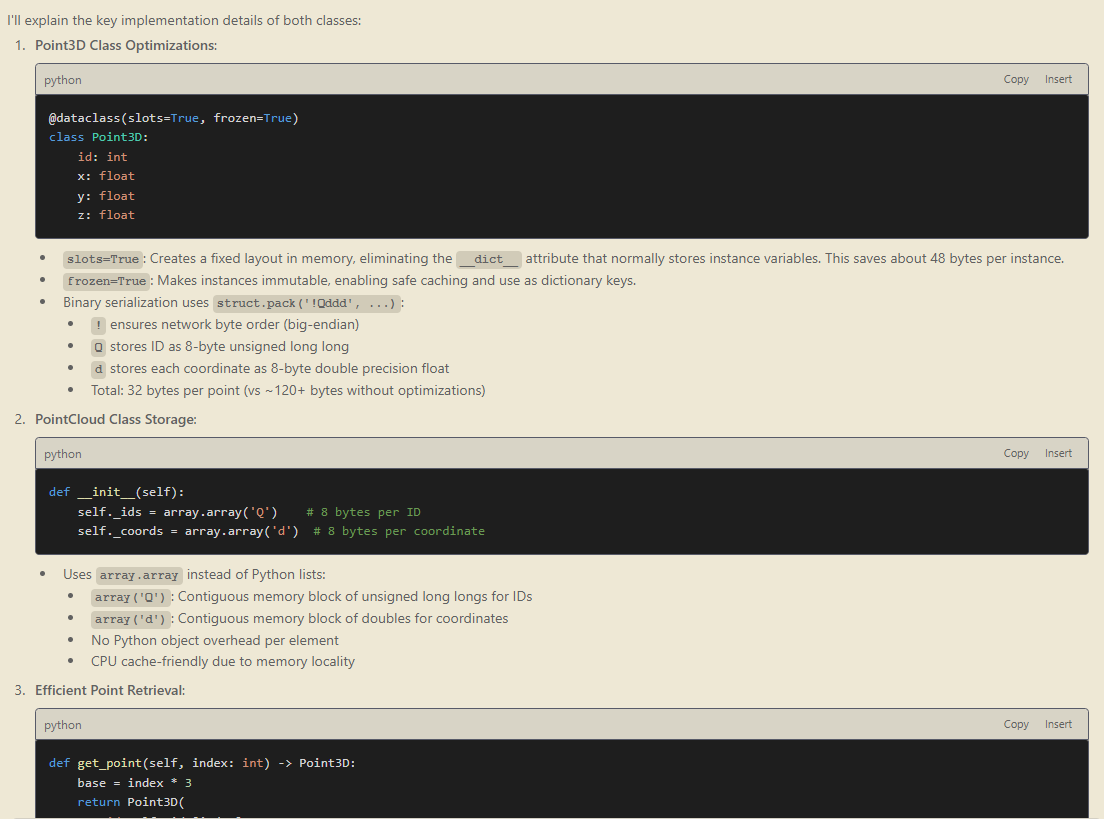 I'll explain the key implementation details of both classes:
1. Point3D Class Optimizations:
python Copy Insert
@dataclass(slots=True, frozen=True)
class Point3D:
    id: int
    x: float
    y: float
    z: float
• slots=True: Creates a fixed layout in memory, eliminating the __dict__ attribute that normally stores instance variables. This saves about 48 bytes per instance.
• frozen=True: Makes instances immutable, enabling safe caching and use as dictionary keys.
• Binary serialization uses struct.pack('!Qddd', ...):
• ! ensures network byte order (big-endian)
• Q stores ID as 8-byte unsigned long long
• d stores each coordinate as 8-byte double precision float
• Total: 32 bytes per point (vs ~120+ bytes without optimizations)
2. PointCloud Class Storage:
python Copy Insert
def __init__(self):
    self._ids = array.array('Q')    # 8 bytes per ID
    self._coords = array.array('d')  # 8 bytes per coordinate
• Uses array.array instead of Python lists:
• array('Q'): Contiguous memory block of unsigned long longs for IDs
• array('d'): Contiguous memory block of doubles for coordinates
• No Python object overhead per element
• CPU cache-friendly due to memory locality
3. Efficient Point Retrieval:
python Copy Insert
def get_point(self, index: int) -> Point3D:
    base = index * 3
    return Point3D(